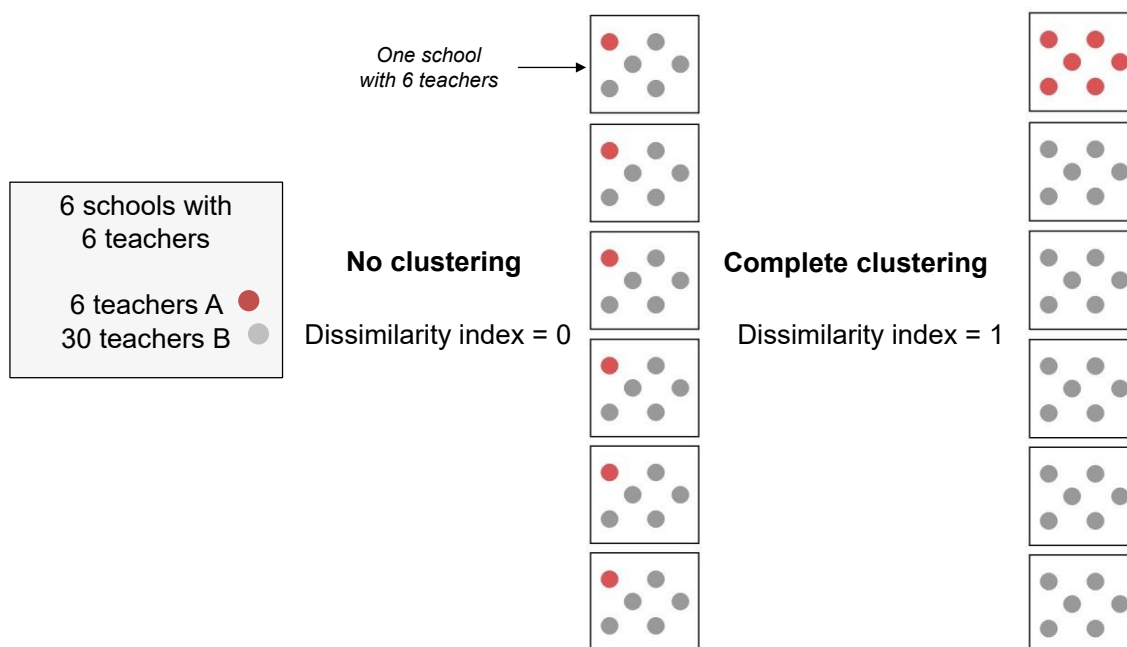 One school
with 6 teachers
6 schools with
6 teachers
6 teachers A
30 teachers B
No clustering
Dissimilarity index = 0
Complete clustering
Dissimilarity index = 1